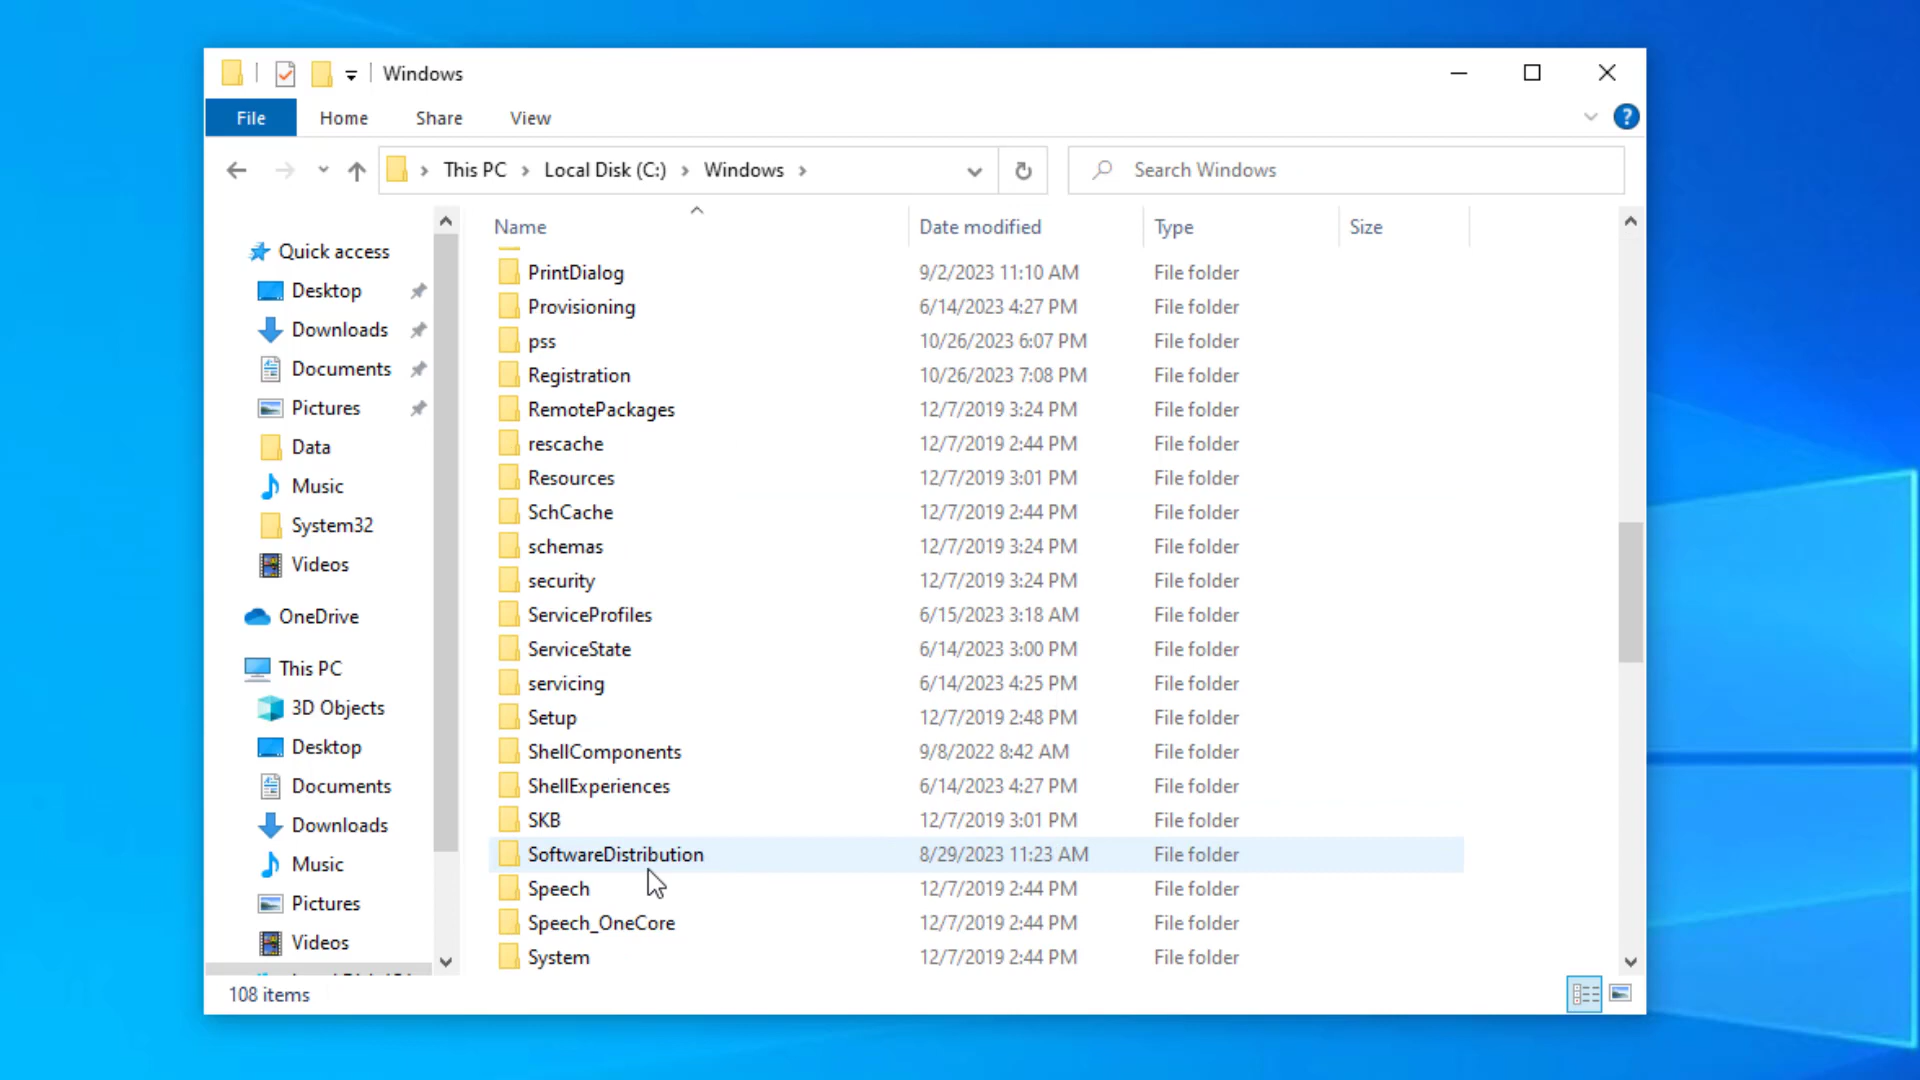 Windows
File Home Share View
This PC > Local Disk (C:) > Windows >
Search Windows
Name Date modified Type Size
Quick access
Desktop
Downloads
Documents
Pictures
Data
Music
System32
Videos
OneDrive
This PC
3D Objects
Desktop
Documents
Downloads
Music
Pictures
Videos
PrintDialog 9/2/2023 11:10 AM File folder
Provisioning 6/14/2023 4:27 PM File folder
pss 10/26/2023 6:07 PM File folder
Registration 10/26/2023 7:08 PM File folder
RemotePackages 12/7/2019 3:24 PM File folder
rescache 12/7/2019 2:44 PM File folder
Resources 12/7/2019 3:01 PM File folder
SchCache 12/7/2019 2:44 PM File folder
schemas 12/7/2019 3:24 PM File folder
security 12/7/2019 3:24 PM File folder
ServiceProfiles 6/15/2023 3:18 AM File folder
ServiceState 6/14/2023 3:00 PM File folder
servicing 6/14/2023 4:25 PM File folder
Setup 12/7/2019 2:48 PM File folder
ShellComponents 9/8/2022 8:42 AM File folder
ShellExperiences 6/14/2023 4:27 PM File folder
SKB 12/7/2019 3:01 PM File folder
SoftwareDistribution 8/29/2023 11:23 AM File folder
Speech 12/7/2019 2:44 PM File folder
Speech_OneCore 12/7/2019 2:44 PM File folder
System 12/7/2019 2:44 PM File folder
108 items